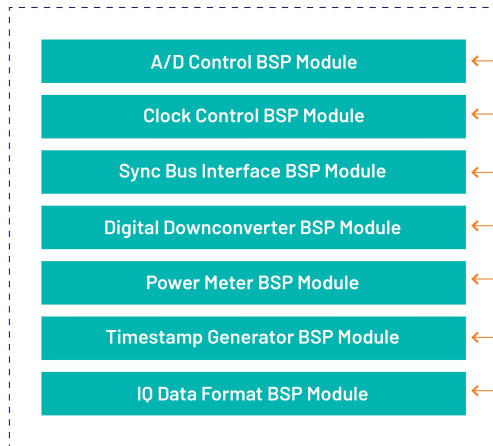 A/D Control BSP Module
Clock Control BSP Module
Sync Bus Interface BSP Module
Digital Downconverter BSP Module
Power Meter BSP Module
Timestamp Generator BSP Module
IQ Data Format BSP Module